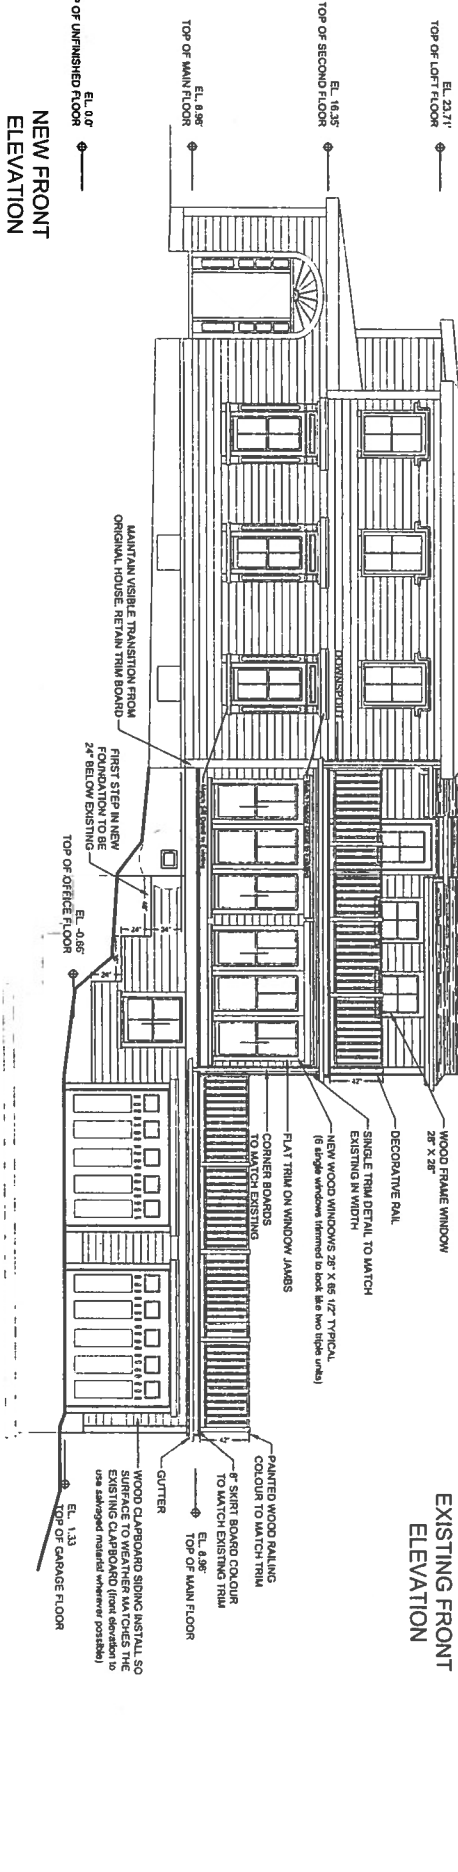 EL. 23.71'
TOP OF LOFT FLOOR
EL. 16.35'
TOP OF SECOND FLOOR
EL. 8.96'
TOP OF MAIN FLOOR
EL. 0.0'
OF UNFINISHED FLOOR
NEW FRONT
ELEVATION
DOWNSPOUT
MAINTAIN VISIBLE TRANSITION FROM
ORIGINAL HOUSE. RETAIN TRIM BOARD
FIRST STEP IN NEW
FOUNDATION TO BE
24" BELOW EXISTING
EL. -0.66'
TOP OF OFFICE FLOOR
24"
24"
42"
WOOD FRAME WINDOW
28" X 28"
DECORATIVE RAIL
SINGLE TRIM DETAIL TO MATCH
EXISTING IN WIDTH
NEW WOOD WINDOWS 28" X 65 1/2" TYPICAL
(6 single windows trimmed to look like two triple units)
FLAT TRIM ON WINDOW JAMBS
CORNER BOARDS
TO MATCH EXISTING
42"
PAINTED WOOD RAILING
COLOUR TO MATCH TRIM
8" SKIRT BOARD COLOUR
TO MATCH EXISTING TRIM
EL. 8.96'
TOP OF MAIN FLOOR
GUTTER
WOOD CLAPBOARD SIDING INSTALL SO
SURFACE TO WEATHER MATCHES THE
EXISTING CLAPBOARD (front elevation to
use salvaged material wherever possible)
EL. 1.33
TOP OF GARAGE FLOOR
EXISTING FRONT
ELEVATION